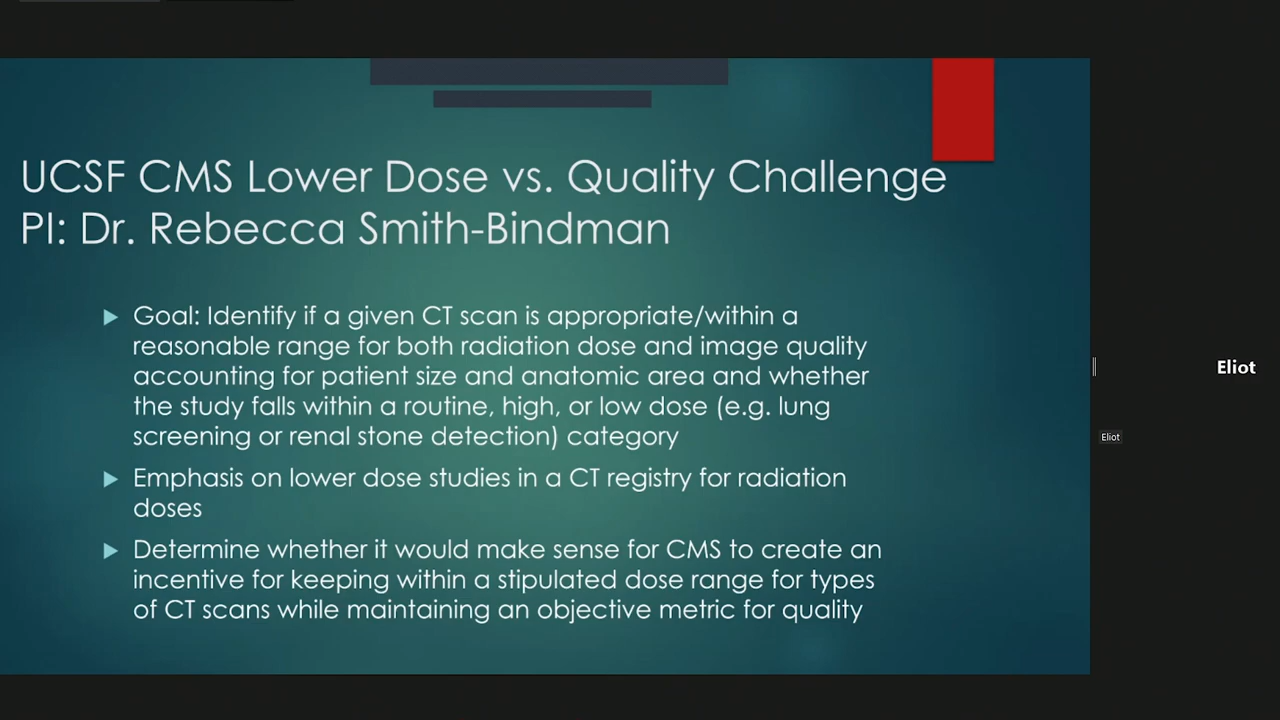 UCSF CMS Lower Dose vs. Quality Challenge
PI: Dr. Rebecca Smith-Bindman
Goal: Identify if a given CT scan is appropriate/within a
reasonable range for both radiation dose and image quality
accounting for patient size and anatomic area and whether
the study falls within a routine, high, or low dose (e.g. lung
screening or renal stone detection) category
Emphasis on lower dose studies in a CT registry for radiation
doses
Determine whether it would make sense for CMS to create an
incentive for keeping within a stipulated dose range for types
of CT scans while maintaining an objective metric for quality
Eliot
Eliot